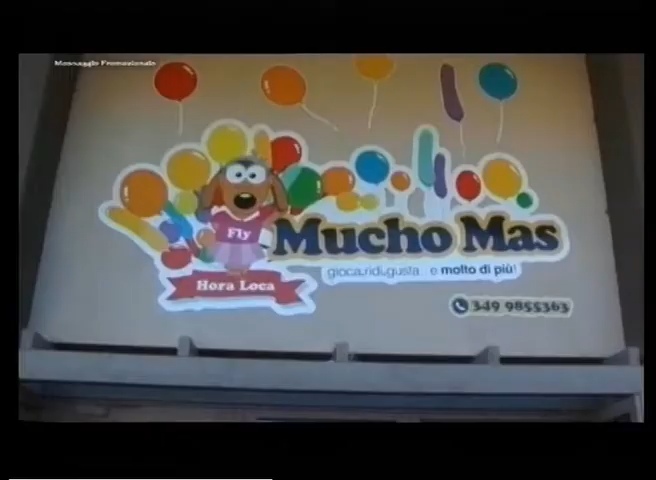 Messaggio Promozionale
Fly
Mucho Mas
gioca,ridi,gusta...e molto di più!
Hora Loca
349 9855363